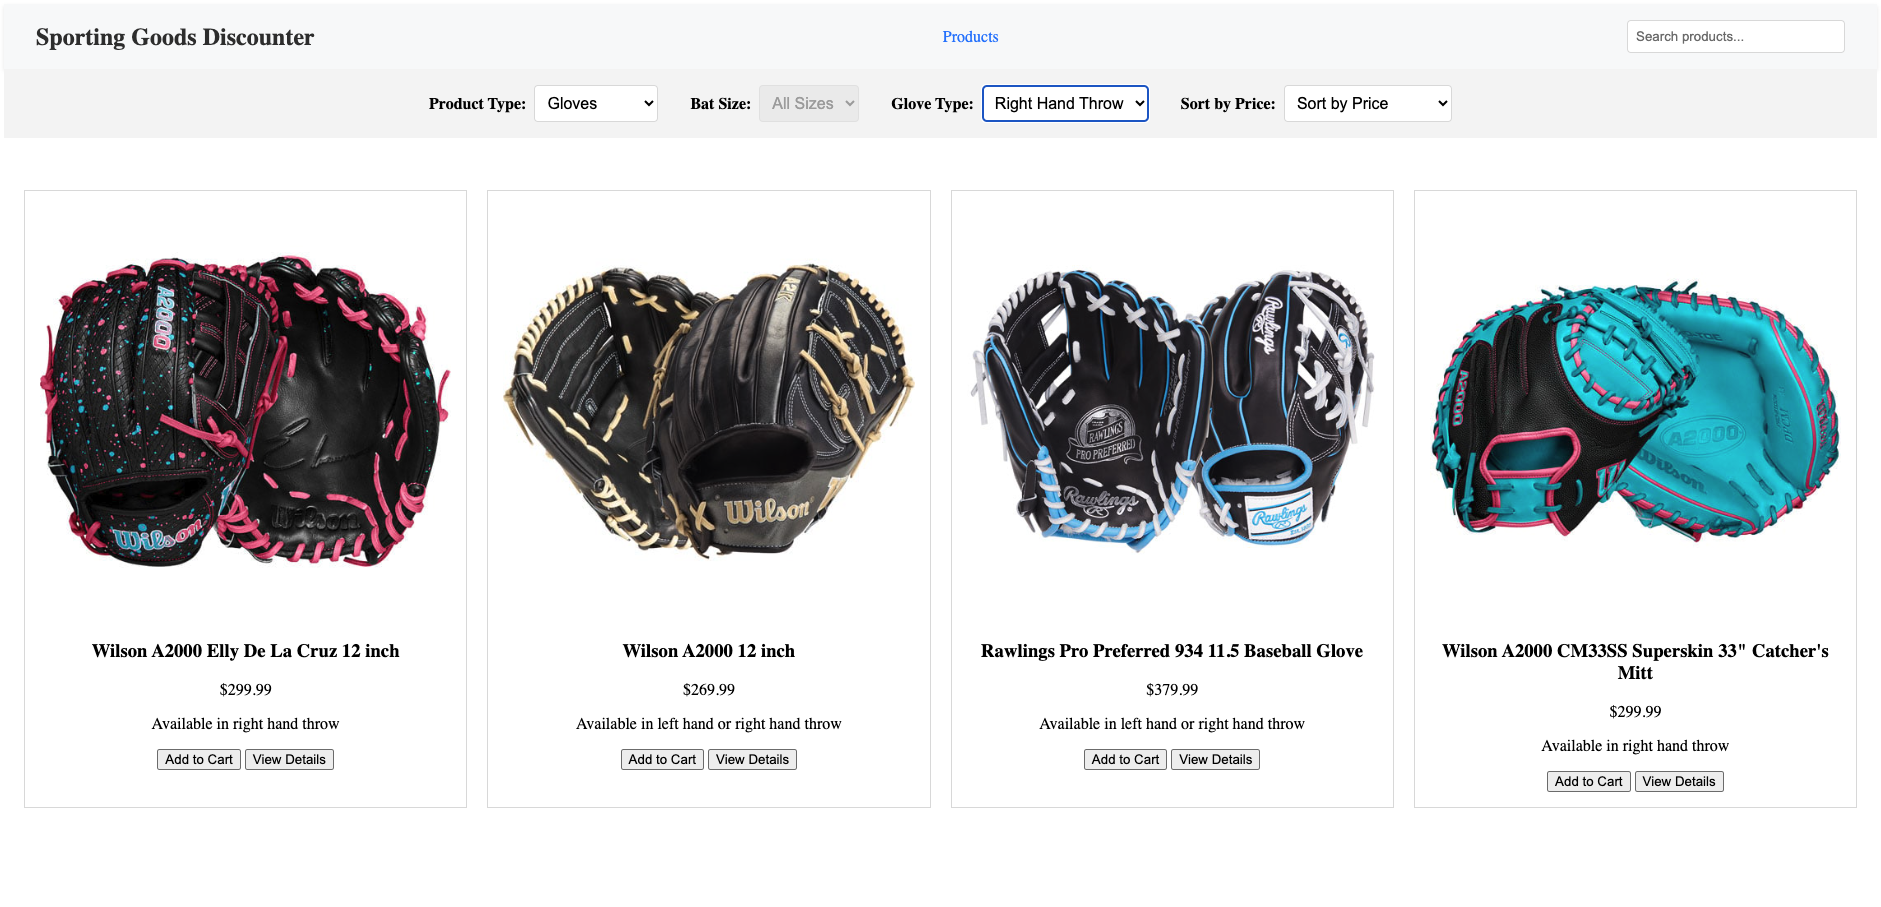 Sporting Goods Discounter
Products
Search products...
Product Type: Gloves
Bat Size: All Sizes
Glove Type: Right Hand Throw
Sort by Price: Sort by Price
A2000
Wilson
Wilson
A2K
Wilson
Rawlings
RAWLINGS
PRO PREFERRED
Rawlings
Rawlings
A2000
A2000
Wilson
Wilson A2000 Elly De La Cruz 12 inch
$299.99
Available in right hand throw
Add to Cart View Details
Wilson A2000 12 inch
$269.99
Available in left hand or right hand throw
Add to Cart View Details
Rawlings Pro Preferred 934 11.5 Baseball Glove
$379.99
Available in left hand or right hand throw
Add to Cart View Details
Wilson A2000 CM33SS Superskin 33" Catcher's
Mitt
$299.99
Available in right hand throw
Add to Cart View Details